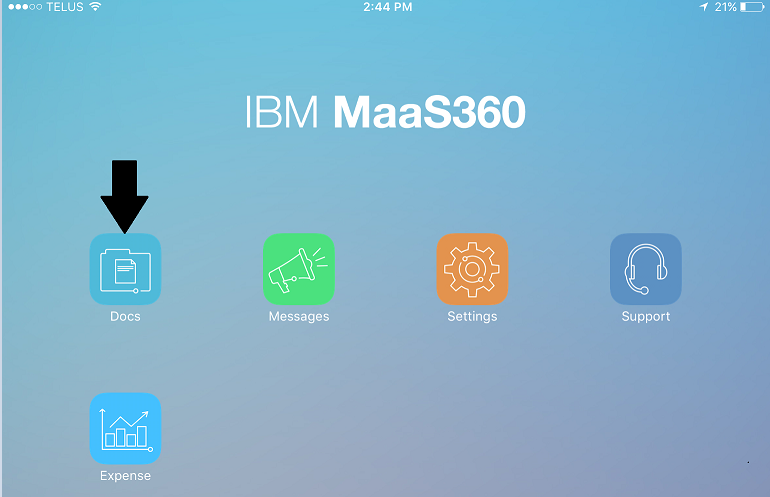 TELUS 2:44 PM 21%
IBM MaaS360
Docs Messages Settings Support
Expense